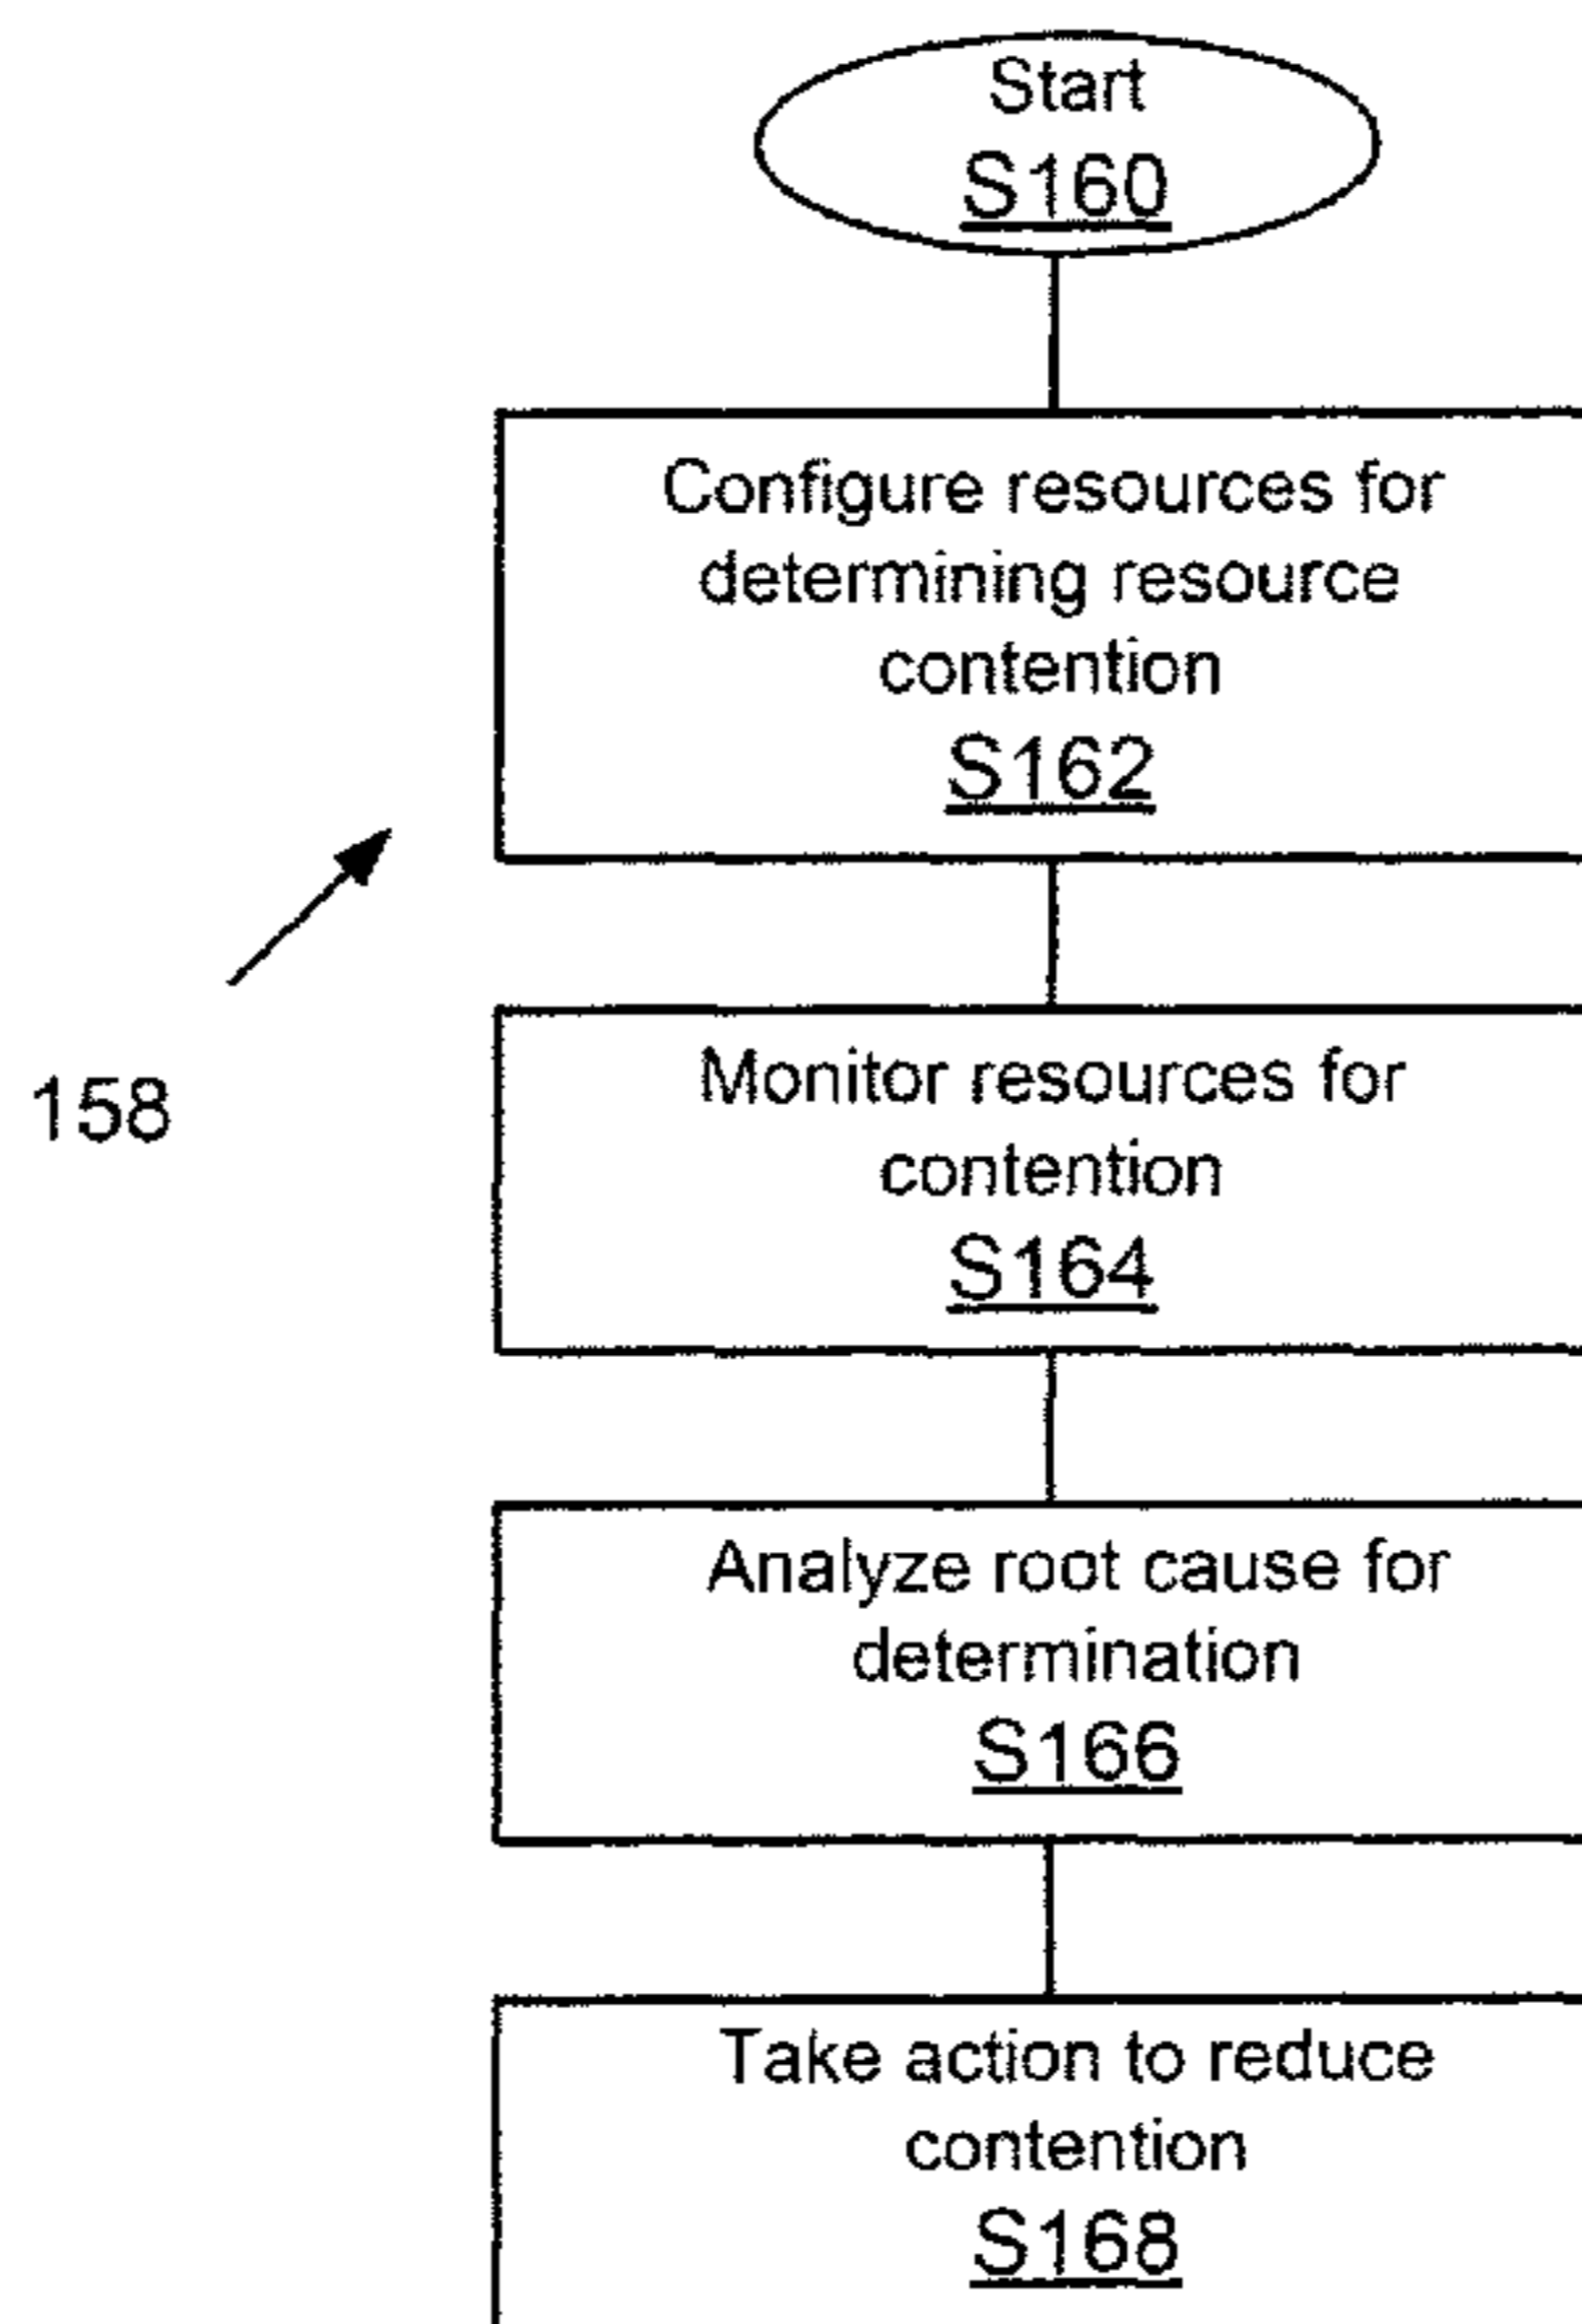 Start
S160
Configure resources for
determining resource
contention
S162
158
Monitor resources for
contention
S164
Analyze root cause for
determination
S166
Take action to reduce
contention
S168